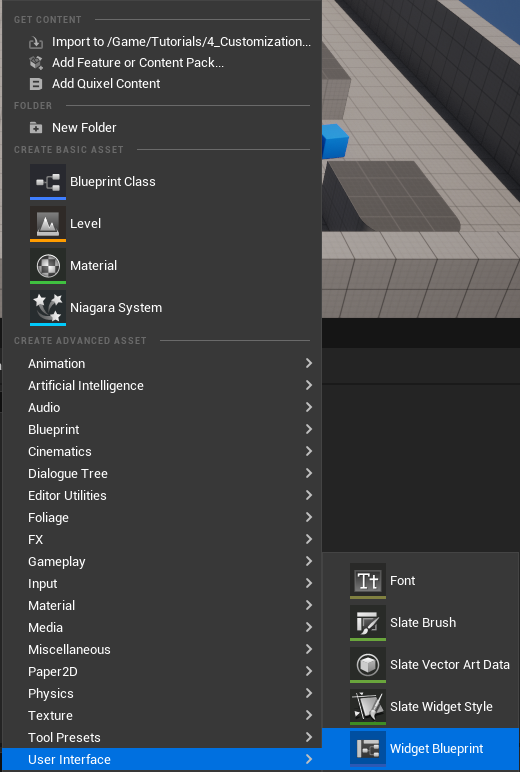 GET CONTENT
Import to /Game/Tutorials/4_Customization...
Add Feature or Content Pack...
Add Quixel Content
FOLDER
New Folder
CREATE BASIC ASSET
Blueprint Class
Level
Material
Niagara System
CREATE ADVANCED ASSET
Animation
Artificial Intelligence
Audio
Blueprint
Cinematics
Dialogue Tree
Editor Utilities
Foliage
FX
Gameplay
Input
Material
Media
Miscellaneous
Paper2D
Physics
Texture
Tool Presets
User Interface
Tt Font
Slate Brush
Slate Vector Art Data
Slate Widget Style
Widget Blueprint